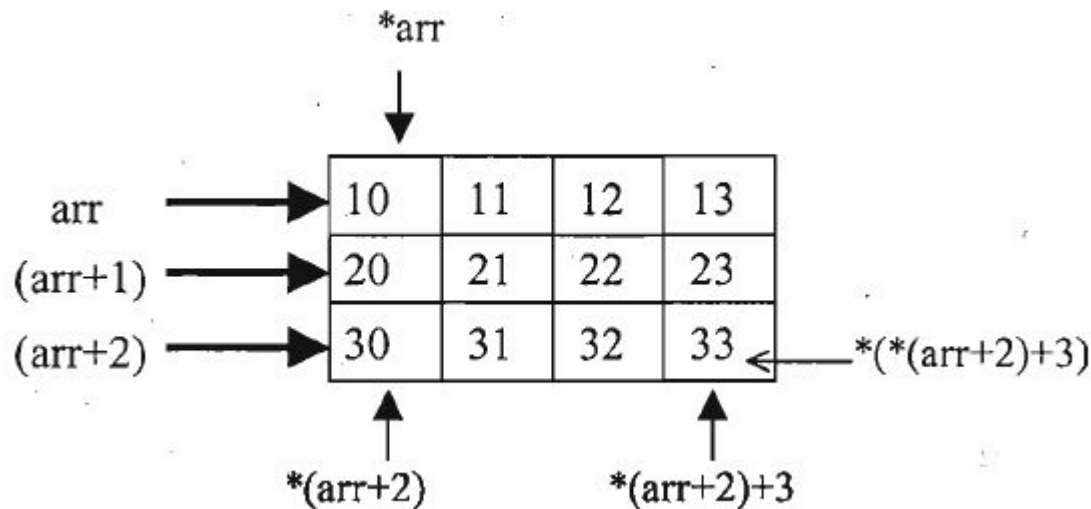 *arr
arr 10 11 12 13
(arr+1) 20 21 22 23
(arr+2) 30 31 32 33 *(*(arr+2)+3)
*(arr+2) *(arr+2)+3